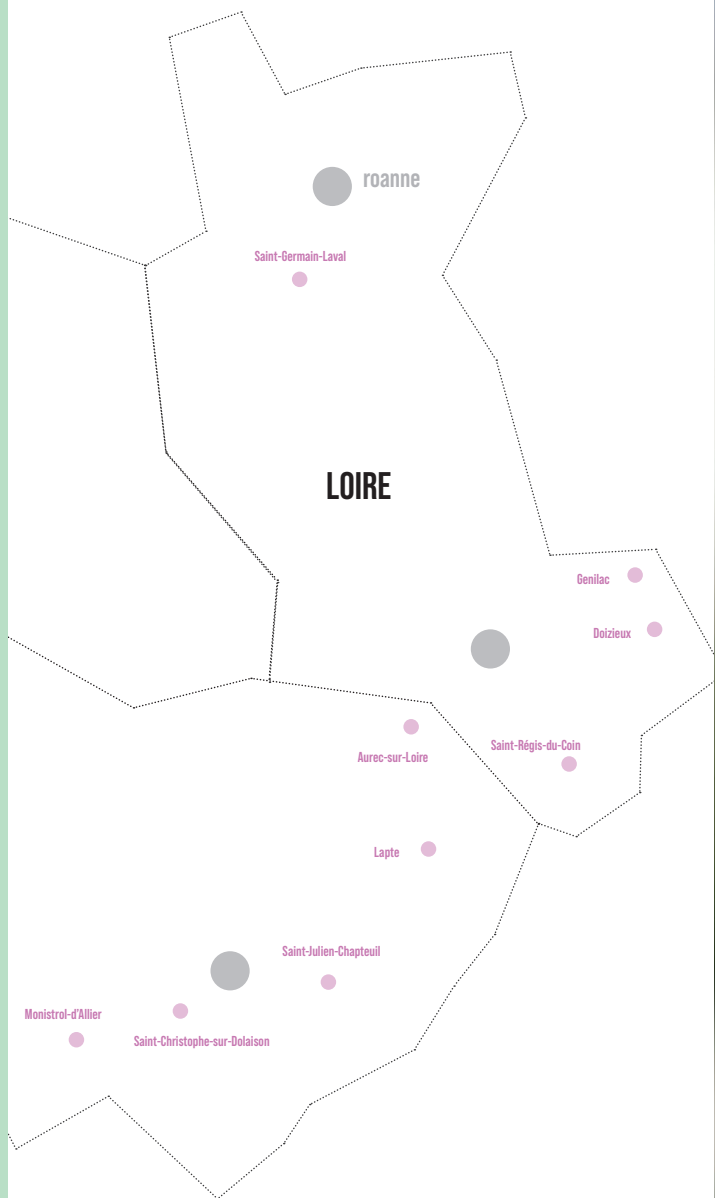 roanne
Saint-Germain-Laval
LOIRE
Genilac
Doizieux
Saint-Régis-du-Coin
Aurec-sur-Loire
Lapte
Saint-Julien-Chapteuil
Monistrol-d'Allier
Saint-Christophe-sur-Dolaison